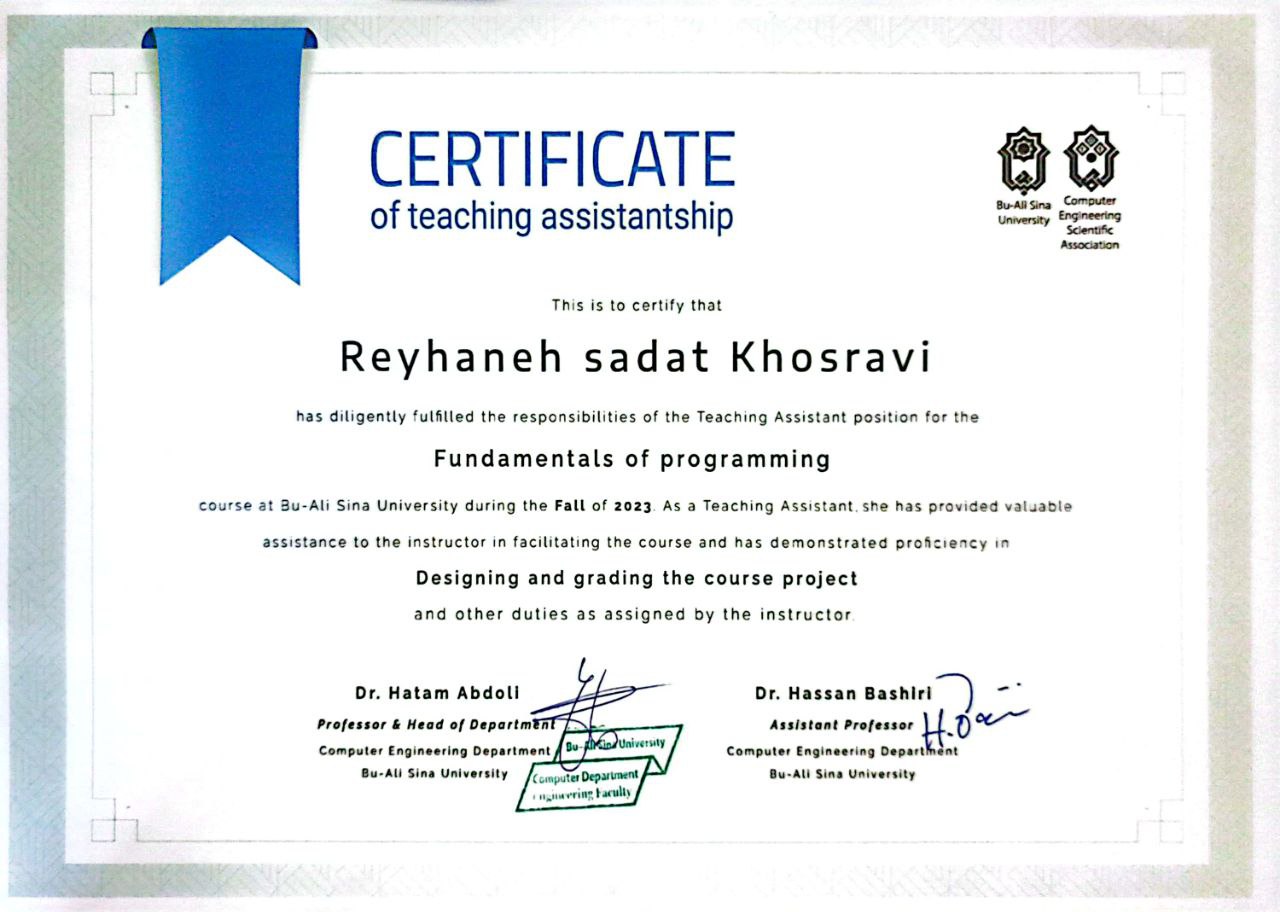 CERTIFICATE
of teaching assistantship
Bu-Ali Sina
University
Computer
Engineering
Scientific
Association
This is to certify that
Reyhaneh sadat Khosravi
has diligently fulfilled the responsibilities of the Teaching Assistant position for the
Fundamentals of programming
course at Bu-Ali Sina University during the Fall of 2023. As a Teaching Assistant, she has provided valuable
assistance to the instructor in facilitating the course and has demonstrated proficiency in
Designing and grading the course project
and other duties as assigned by the instructor.
Dr. Hatam Abdoli
Professor & Head of Department
Computer Engineering Department
Bu-Ali Sina University
Bu-Ali Sina University
Computer Department
Engineering Faculty
Dr. Hassan Bashiri
Assistant Professor
Computer Engineering Department
Bu-Ali Sina University